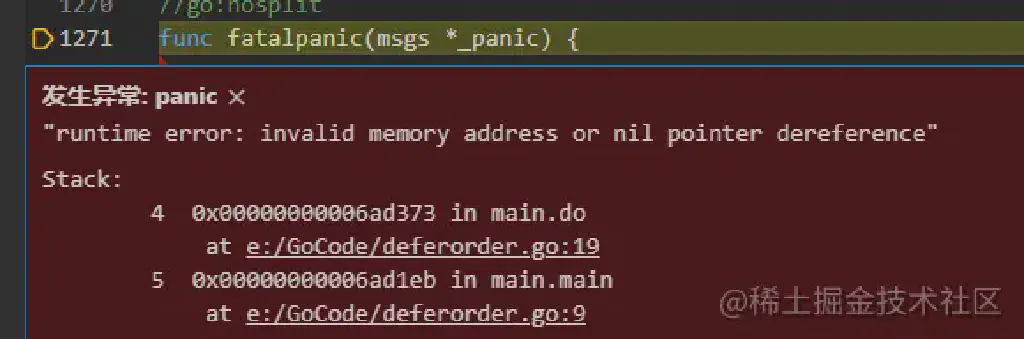 1270 //go:nosplit
1271 func fatalpanic(msgs *_panic) {
发生异常: panic ×
"runtime error: invalid memory address or nil pointer dereference"
Stack:
4 0x00000000006ad373 in main.do
at e:/GoCode/deferorder.go:19
5 0x00000000006ad1eb in main.main
at e:/GoCode/deferorder.go:9
@稀土掘金技术社区